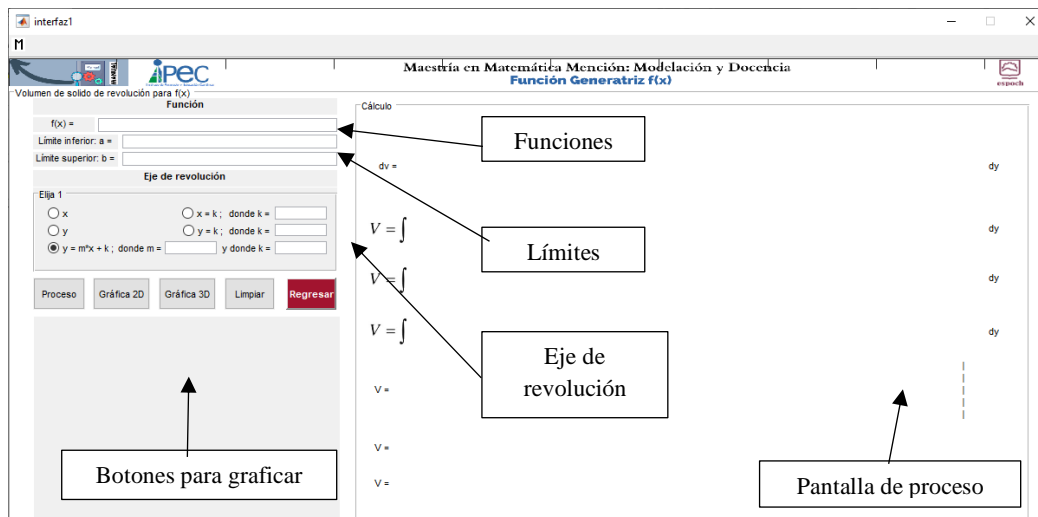 interfaz1
M
ipec
Maestría en Matemática Mención: Modelación y Docencia
Función Generatriz f(x)
espoch
Volumen de solido de revolución para f(x)
Función
f(x) =
Límite inferior: a =
Límite superior: b =
Eje de revolución
Elija 1
x
x = k ; donde k =
y
y = k ; donde k =
y = m*x + k ; donde m =
y donde k =
Proceso
Gráfica 2D
Gráfica 3D
Limpiar
Regresar
Cálculo
dv =
dy
V = ∫
dy
V = ∫
dy
V = ∫
dy
V =
V =
V =
Funciones
Límites
Eje de
revolución
Botones para graficar
Pantalla de proceso